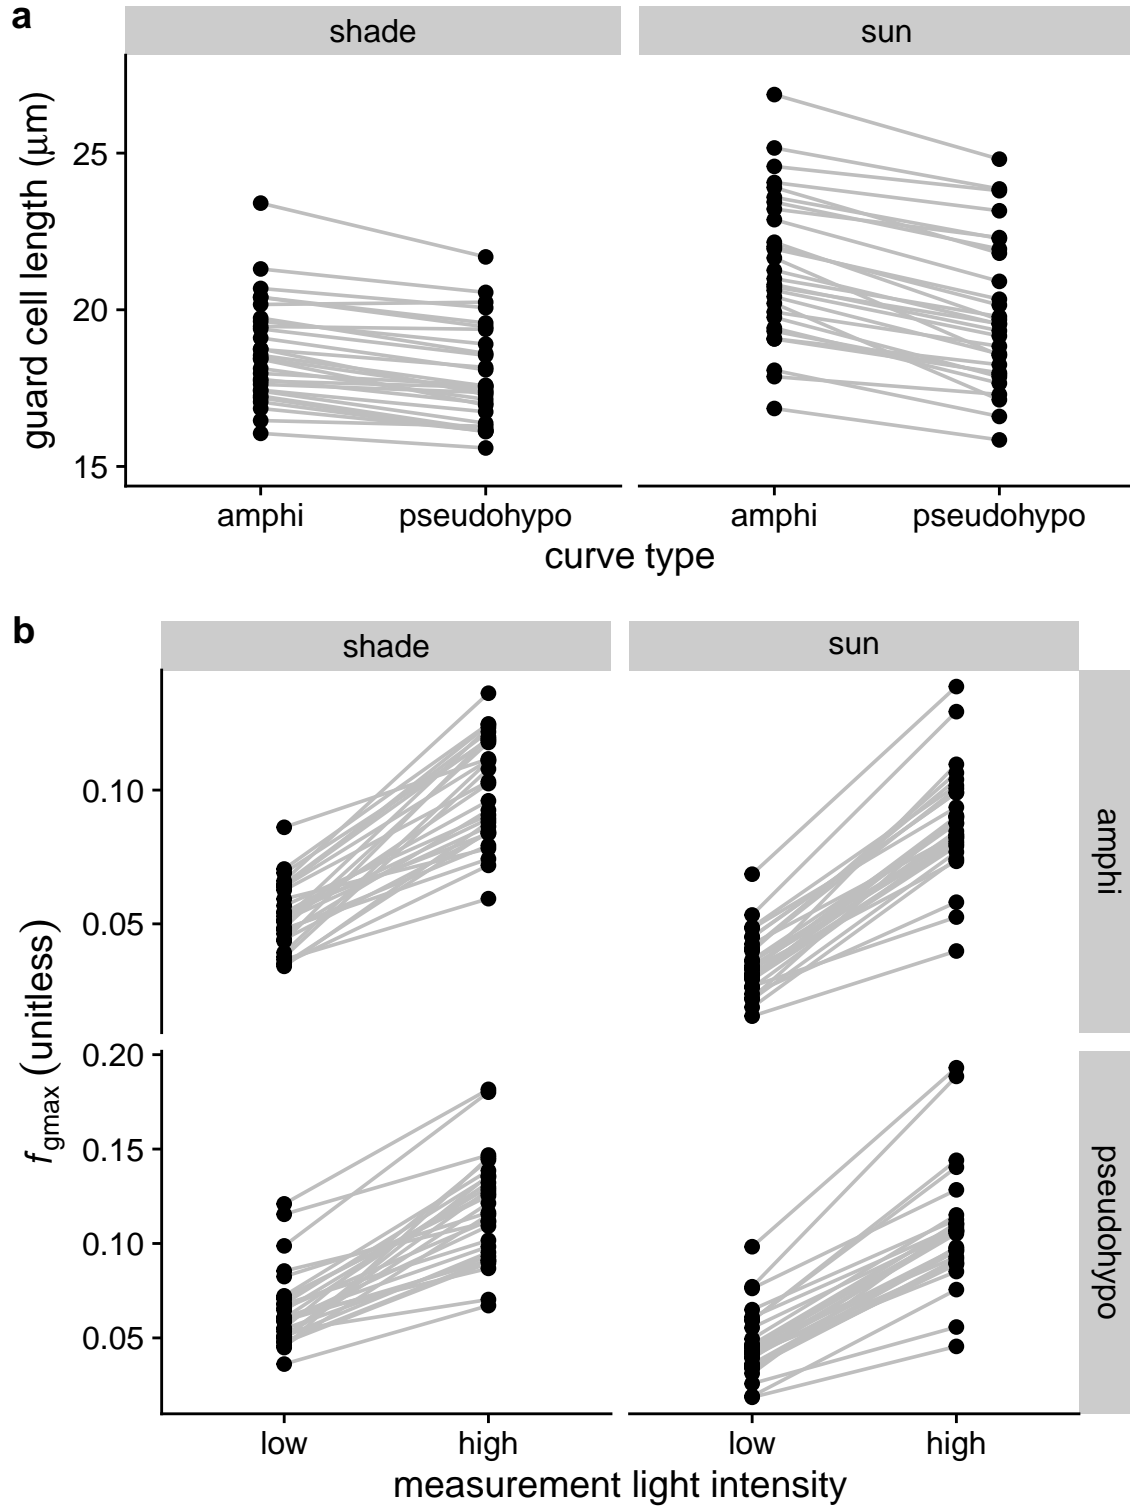 a
shade
sun
guard cell length (μm)
25
20
15
amphi
pseudohypo
amphi
pseudohypo
curve type
b
shade
sun
amphi
pseudohypo
fgmax (unitless)
0.10
0.05
0.20
0.15
0.10
0.05
low
high
low
high
measurement light intensity